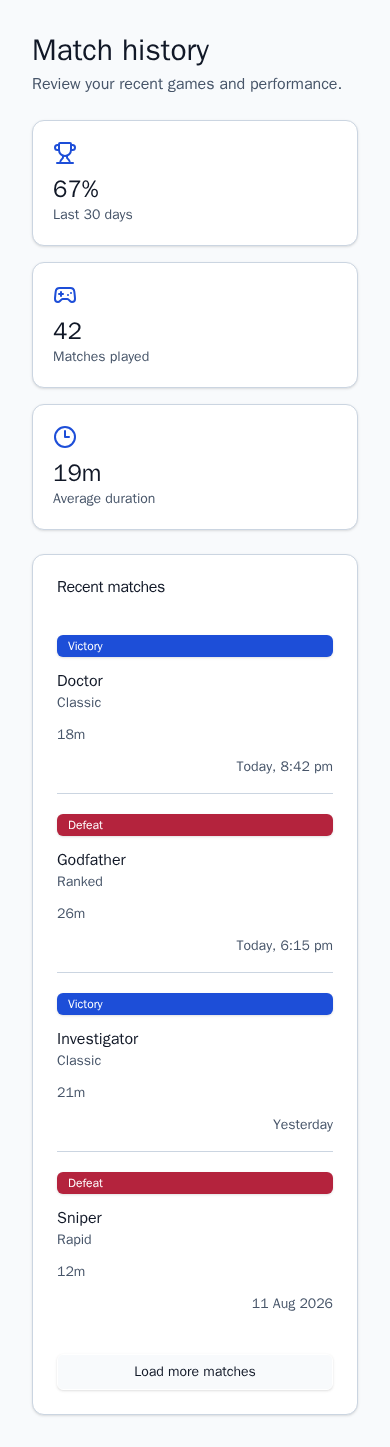 Match history
Review your recent games and performance.
67%
Last 30 days
42
Matches played
19m
Average duration
Recent matches
Victory
Doctor
Classic
18m
Today, 8:42 pm
Defeat
Godfather
Ranked
26m
Today, 6:15 pm
Victory
Investigator
Classic
21m
Yesterday
Defeat
Sniper
Rapid
12m
11 Aug 2026
Load more matches